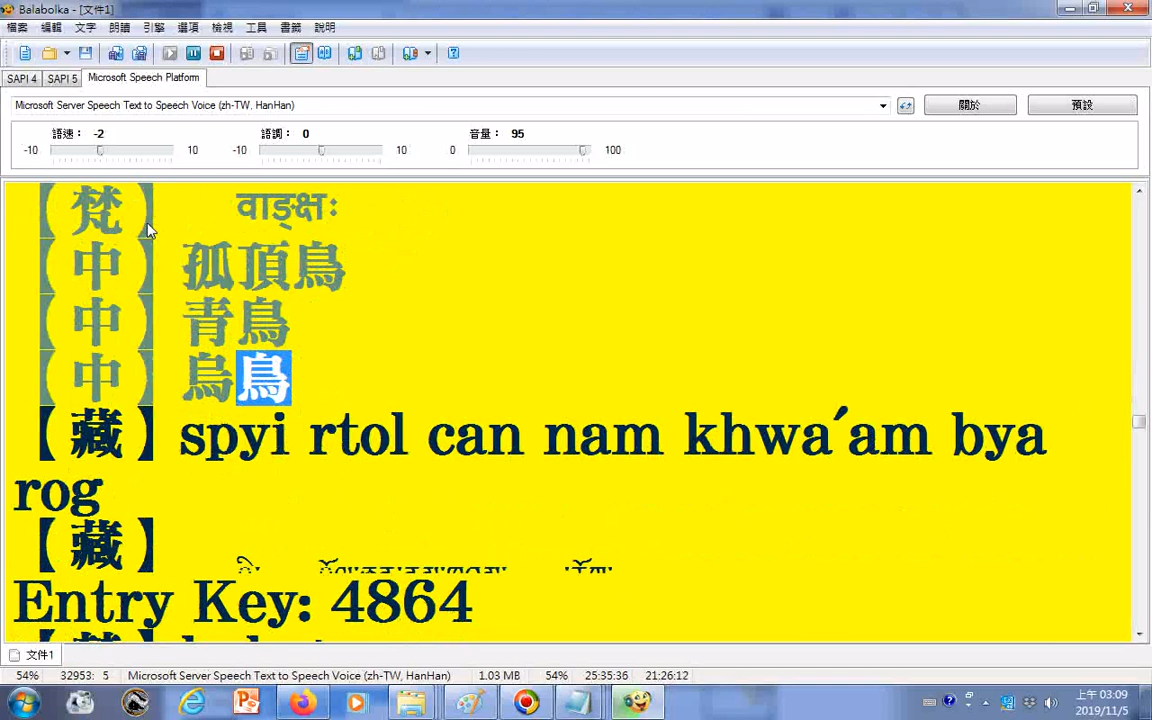 Balabolka - [文件1]
檔案 編輯 文字 朗讀 引擎 選項 檢視 工具 書籤 說明
SAPI 4 SAPI 5 Microsoft Speech Platform
Microsoft Server Speech Text to Speech Voice (zh-TW, HanHan) 關於 預設
語速： -2 語調： 0 音量： 95
-10 10 -10 10 0 100
【梵】 वाङ्क्षः
【中】 孤頂鳥
【中】 青鳥
【中】 烏鳥
【藏】 spyi rtol can nam khwa´am bya
rog
【藏】
Entry Key: 4864
文件1
54% 32953: 5 Microsoft Server Speech Text to Speech Voice (zh-TW, HanHan) 1.03 MB 54% 25:35:36 21:26:12
上午 03:09
2019/11/5